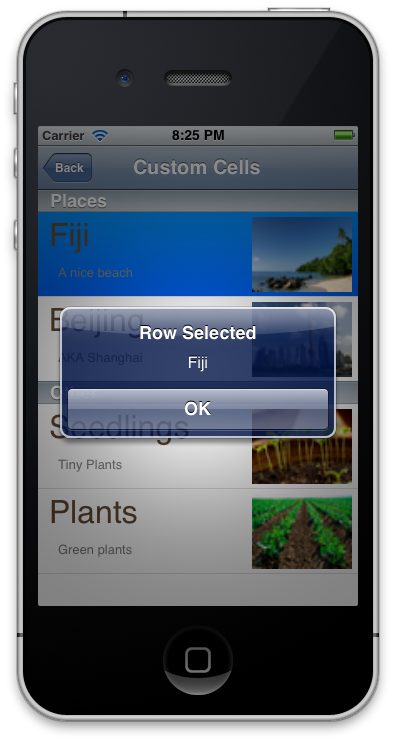 Carrier 8:25 PM
Back Custom Cells
Places
Fiji
A nice beach
Beijing
AKA Shanghai
Row Selected
Fiji
OK
Seedlings
Tiny Plants
Plants
Green plants